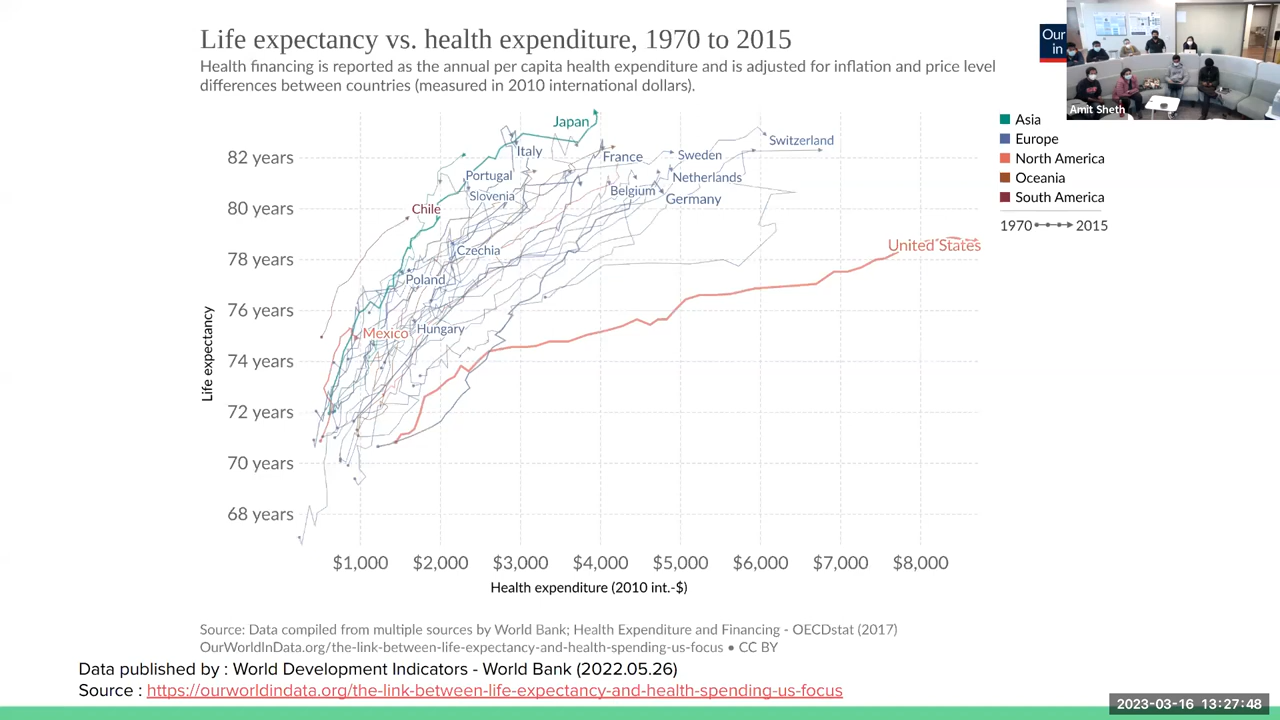 Life expectancy vs. health expenditure, 1970 to 2015
Health financing is reported as the annual per capita health expenditure and is adjusted for inflation and price level
differences between countries (measured in 2010 international dollars).
Our
in
Amit Sheth
Asia
Europe
North America
Oceania
South America
1970
2015
Life expectancy
82 years
80 years
78 years
76 years
74 years
72 years
70 years
68 years
Japan
Italy
France
Sweden
Switzerland
Portugal
Slovenia
Belgium
Netherlands
Germany
Chile
Czechia
United States
Poland
Mexico
Hungary
$1,000
$2,000
$3,000
$4,000
$5,000
$6,000
$7,000
$8,000
Health expenditure (2010 int.-$)
Source: Data compiled from multiple sources by World Bank; Health Expenditure and Financing - OECDstat (2017)
OurWorldInData.org/the-link-between-life-expectancy-and-health-spending-us-focus • CC BY
Data published by : World Development Indicators - World Bank (2022.05.26)
Source : https://ourworldindata.org/the-link-between-life-expectancy-and-health-spending-us-focus
2023-03-16 13:27:48